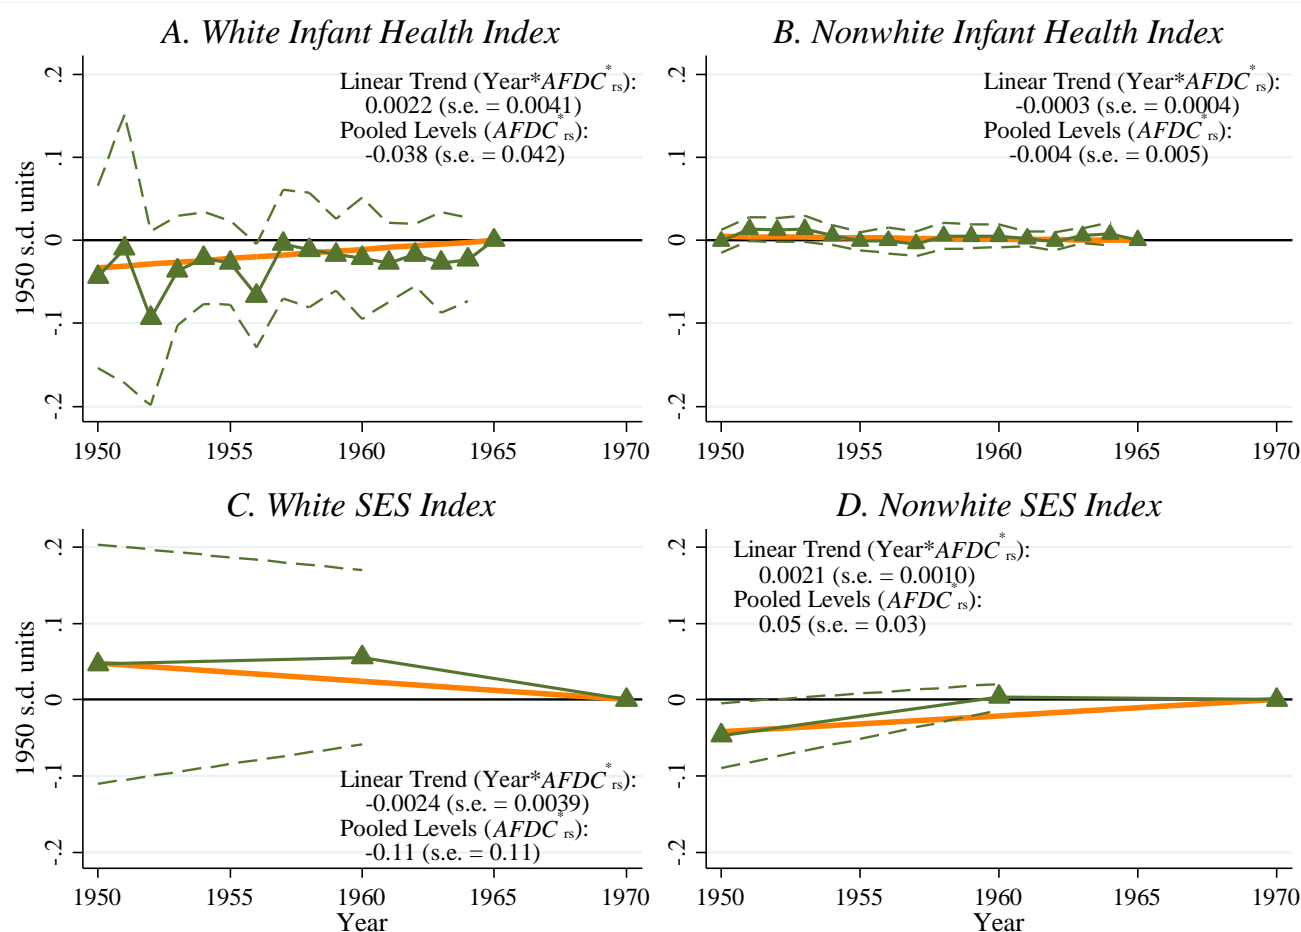 A. White Infant Health Index
Linear Trend (Year*AFDC*rs):
0.0022 (s.e. = 0.0041)
Pooled Levels (AFDC*rs):
-0.038 (s.e. = 0.042)
1950 s.d. units
.2
.1
0
-.1
-.2
1950 1955 1960 1965 1970
B. Nonwhite Infant Health Index
Linear Trend (Year*AFDC*rs):
-0.0003 (s.e. = 0.0004)
Pooled Levels (AFDC*rs):
-0.004 (s.e. = 0.005)
.2
.1
0
-.1
-.2
1950 1955 1960 1965 1970
C. White SES Index
1950 s.d. units
.2
.1
0
-.1
-.2
Linear Trend (Year*AFDC*rs):
-0.0024 (s.e. = 0.0039)
Pooled Levels (AFDC*rs):
-0.11 (s.e. = 0.11)
1950 1955 1960 1965 1970
Year
D. Nonwhite SES Index
Linear Trend (Year*AFDC*rs):
0.0021 (s.e. = 0.0010)
Pooled Levels (AFDC*rs):
0.05 (s.e. = 0.03)
.2
.1
0
-.1
-.2
1950 1955 1960 1965 1970
Year